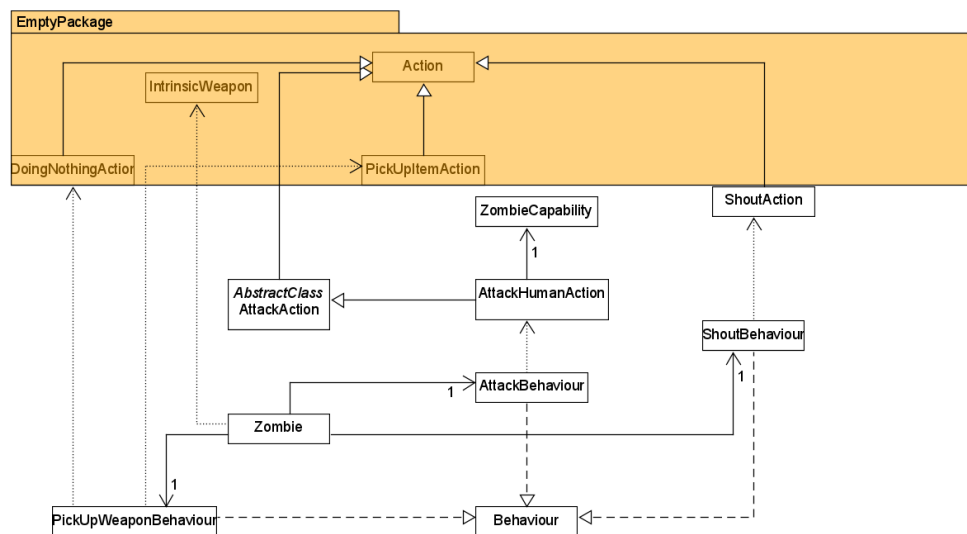 EmptyPackage
Action
IntrinsicWeapon
DoingNothingAction
PickUpItemAction
ShoutAction
ZombieCapability
1
AbstractClass
AttackAction
AttackHumanAction
ShoutBehaviour
1
AttackBehaviour
1
Zombie
1
PickUpWeaponBehaviour
Behaviour